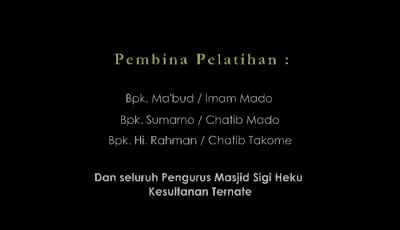 Pembina Pelatihan :
Bpk. Ma'bud / Imam Mado
Bpk. Sumarno / Chatib Mado
Bpk. Hi. Rahman / Chatib Takome
Dan seluruh Pengurus Masjid Sigi Heku
Kesultanan Ternate